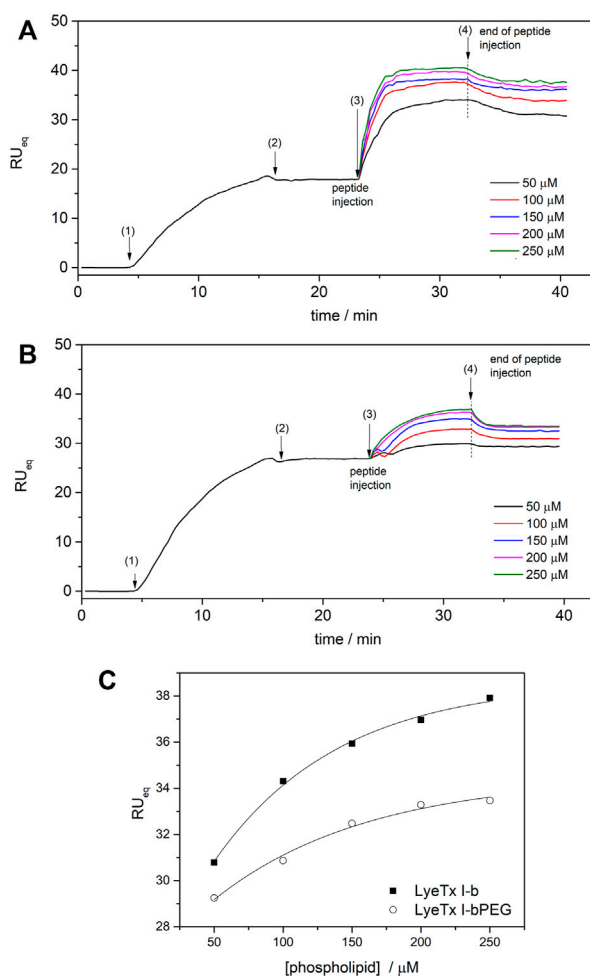 A
50
40
30
20
10
0
RUeq
(1)
(2)
(3)
peptide
injection
(4)
end of peptide
injection
50 μM
100 μM
150 μM
200 μM
250 μM
0
10
20
30
40
time / min
B
50
40
30
20
10
0
RUeq
(1)
(2)
(3)
peptide
injection
(4)
end of peptide
injection
50 μM
100 μM
150 μM
200 μM
250 μM
0
10
20
30
40
time / min
C
38
36
34
32
30
28
RUeq
LyeTx I-b
LyeTx I-bPEG
50
100
150
200
250
[phospholipid] / μM